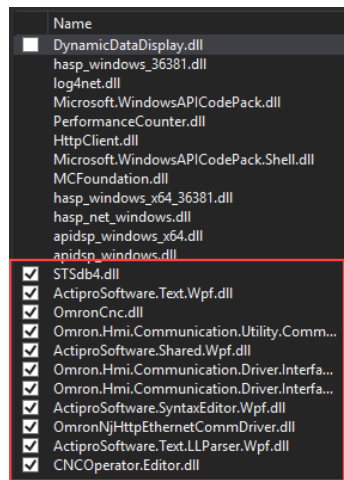 Name
DynamicDataDisplay.dll
hasp_windows_36381.dll
log4net.dll
Microsoft.WindowsAPICodePack.dll
PerformanceCounter.dll
HttpClient.dll
Microsoft.WindowsAPICodePack.Shell.dll
MCFoundation.dll
hasp_windows_x64_36381.dll
hasp_net_windows.dll
apidsp_windows_x64.dll
apidsp_windows.dll
STSdb4.dll
ActiproSoftware.Text.Wpf.dll
OmronCnc.dll
Omron.Hmi.Communication.Utility.Comm...
ActiproSoftware.Shared.Wpf.dll
Omron.Hmi.Communication.Driver.Interfa...
Omron.Hmi.Communication.Driver.Interfa...
ActiproSoftware.SyntaxEditor.Wpf.dll
OmronNjHttpEthernetCommDriver.dll
ActiproSoftware.Text.LLParser.Wpf.dll
CNCOperator.Editor.dll